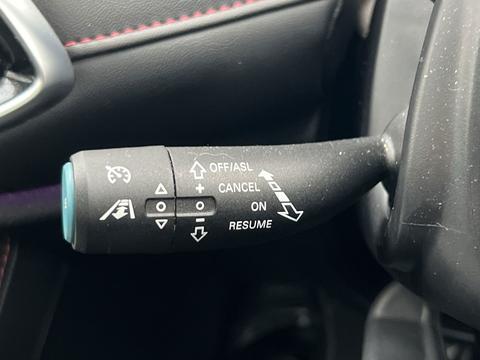 OFF/ASL
+ CANCEL
ON
- RESUME